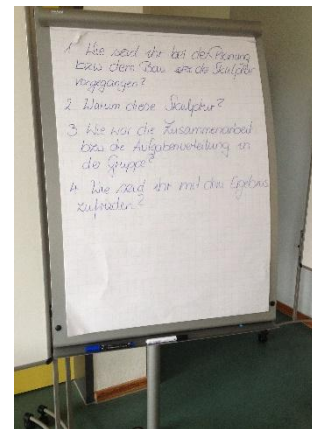 1 Wie seid ihr bei der Planung
bzw dem Bau der Skulptur
vorgegangen?
2. Warum diese Skulptur?
3 Wie war die Zusammenarbeit
bzw die Aufgabenverteilung in
der Gruppe?
4. Wie seid ihr mit dem Ergebnis
zufrieden?